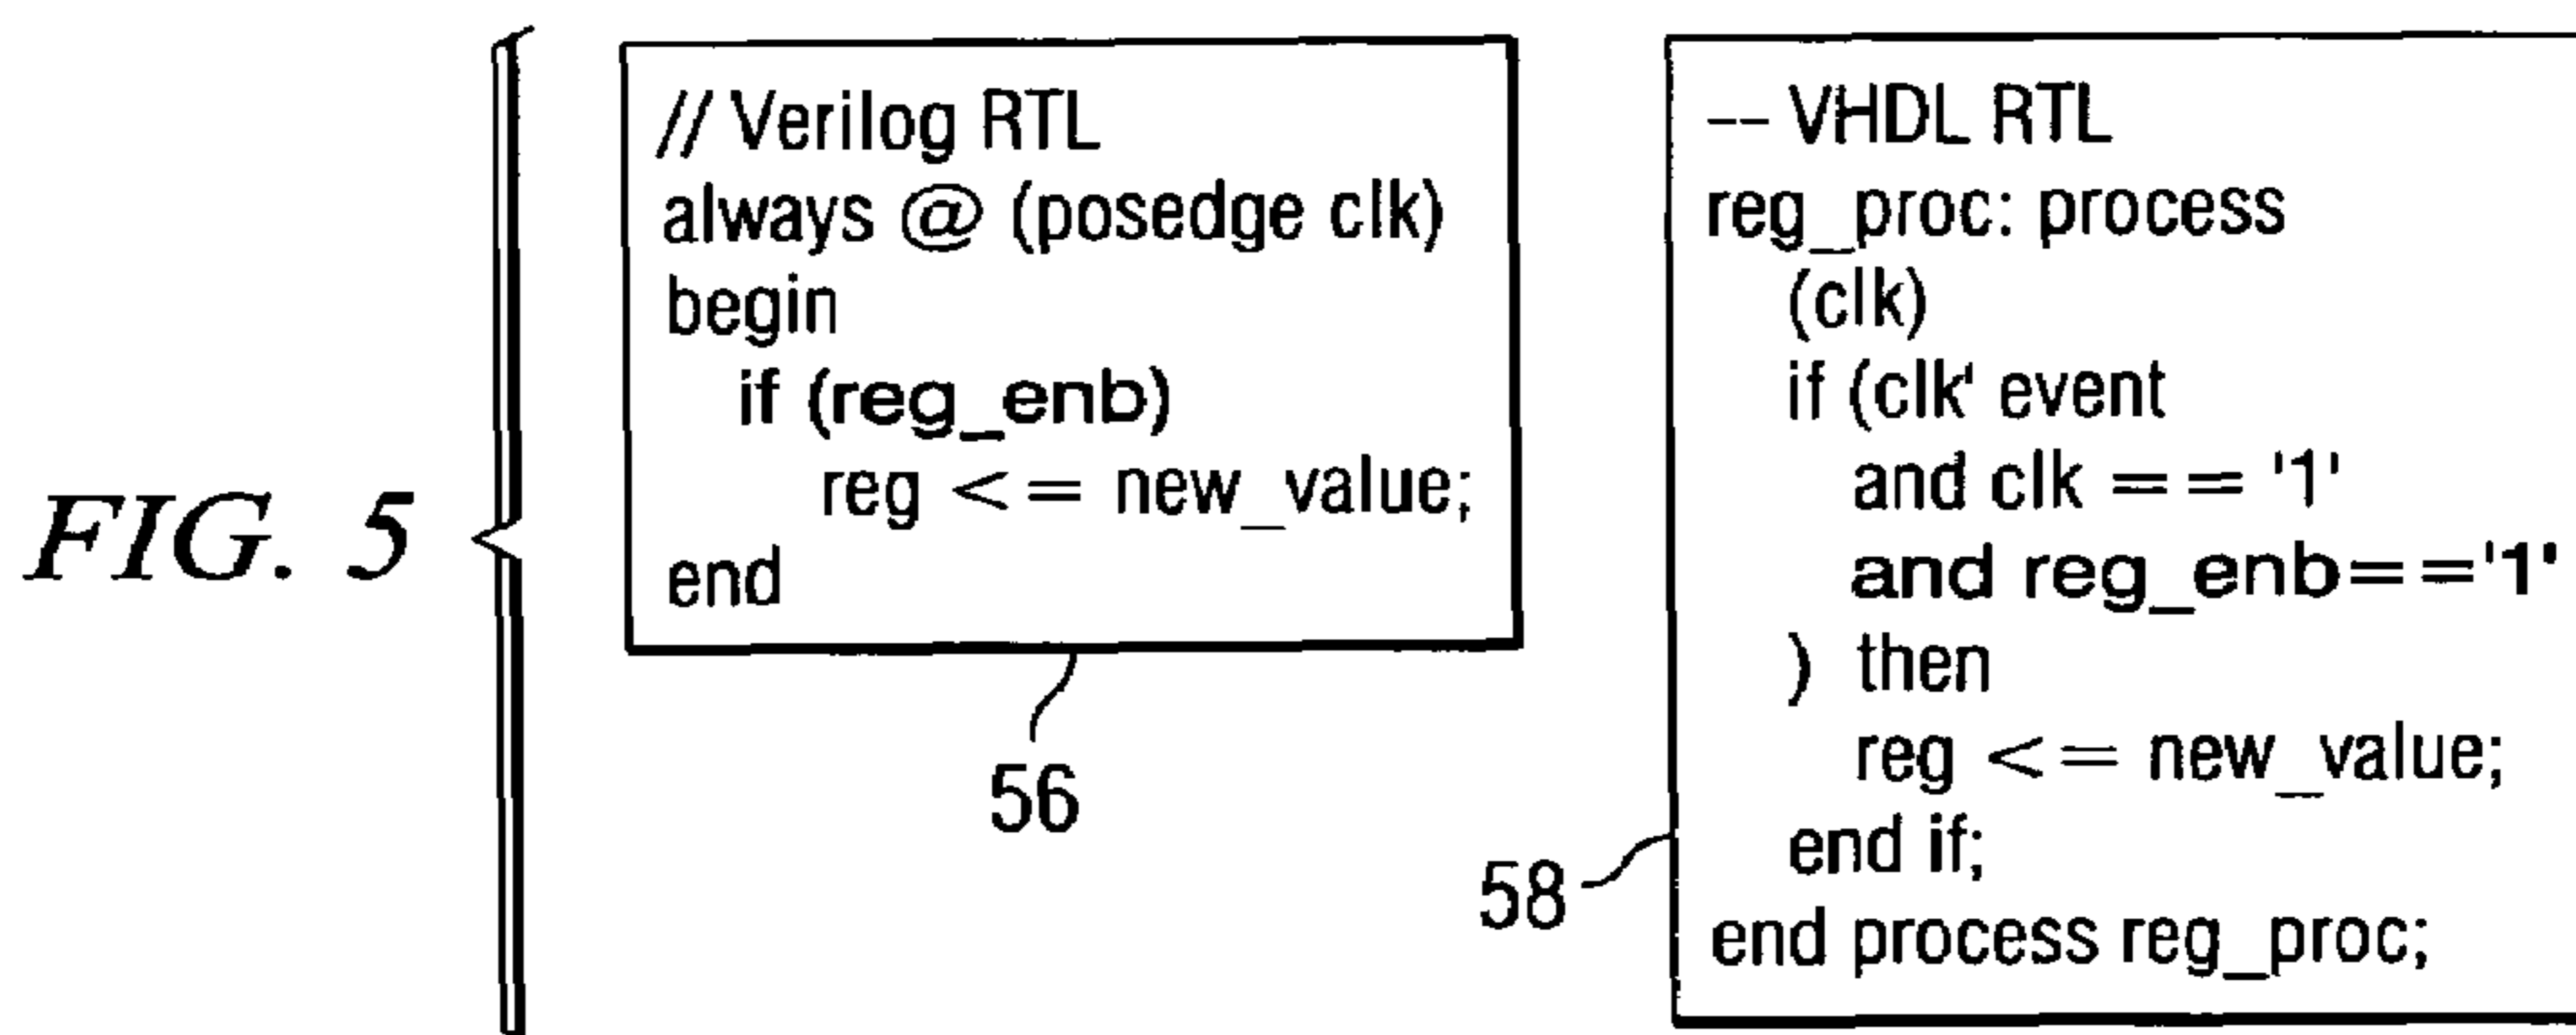 FIG. 5
// Verilog RTL
always @ (posedge clk)
begin
if (reg_enb)
reg <= new_value;
end
56
-- VHDL RTL
reg_proc: process
(clk)
if (clk' event
and clk == '1'
and reg_enb=='1'
) then
reg <= new_value;
end if;
end process reg_proc;
58